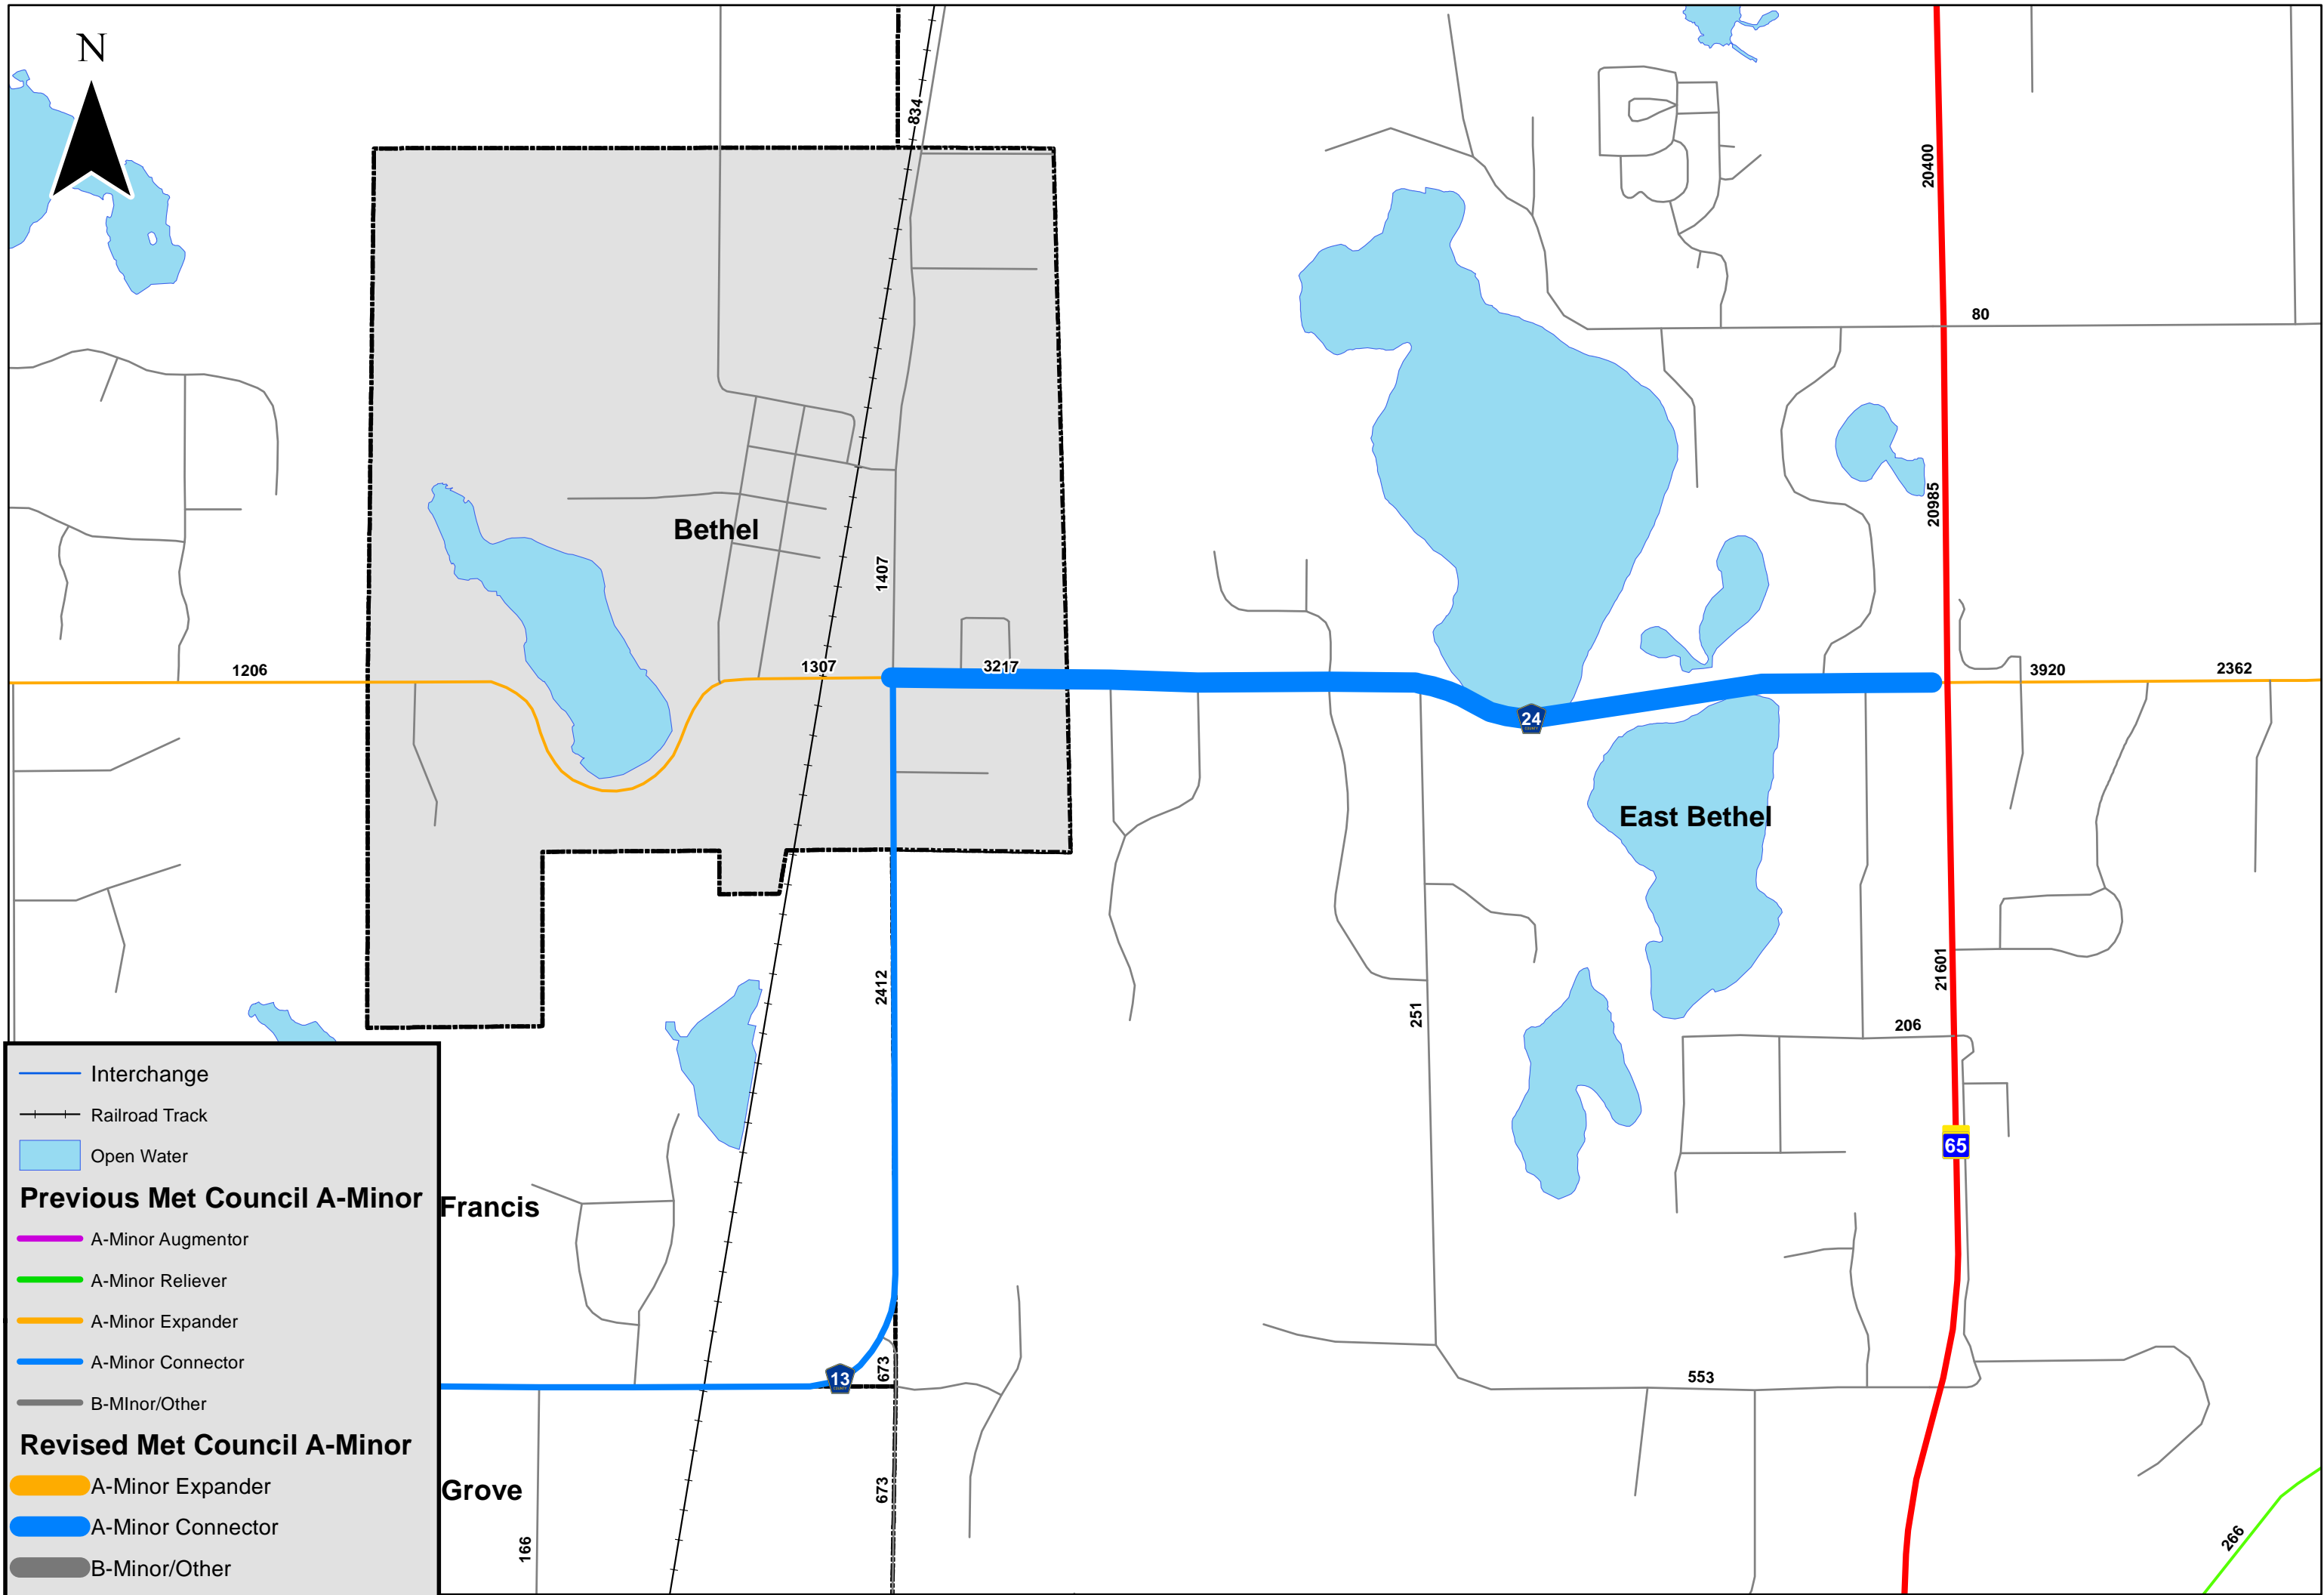 N
834
20400
80
20985
Bethel
1407
1206
1307
3217
3920
2362
24
East Bethel
2412
251
21601
206
65
Interchange
Railroad Track
Open Water
Previous Met Council A-Minor
A-Minor Augmentor
A-Minor Reliever
A-Minor Expander
A-Minor Connector
B-MInor/Other
Revised Met Council A-Minor
A-Minor Expander
A-Minor Connector
B-Minor/Other
Francis
13
673
553
Grove
673
166
266